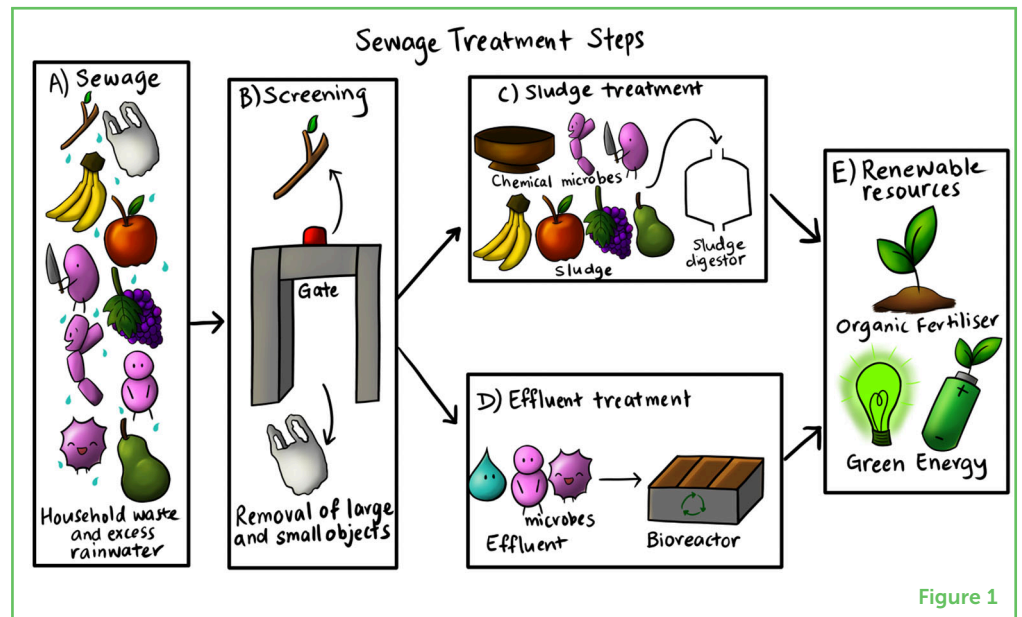 Sewage Treatment Steps
A) Sewage
Household waste
and excess
rainwater
B) Screening
Gate
Removal of large
and small objects
C) Sludge treatment
Chemical microbes
Sludge
Sludge
digestor
D) Effluent treatment
microbes
Effluent
Bioreactor
E) Renewable
resources
Organic Fertiliser
+
-
Green Energy
Figure 1